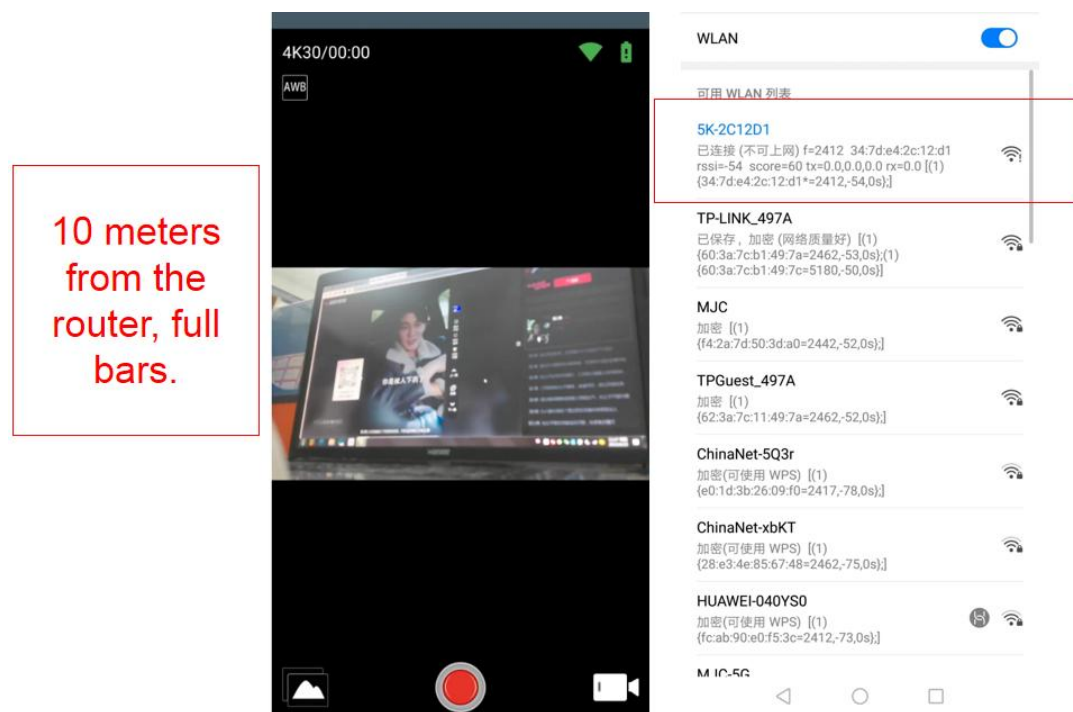 10 meters
from the
router, full
bars.
4K30/00:00
AWB
WLAN
可用 WLAN 列表
5K-2C12D1
已连接 (不可上网) f=2412 34:7d:e4:2c:12:d1
rssi=-54 score=60 tx=0.0,0.0,0.0 rx=0.0 [(1)
{34:7d:e4:2c:12:d1*=2412,-54,0s};]
TP-LINK_497A
已保存，加密 (网络质量好) [(1)
{60:3a:7c:b1:49:7a=2462,-53,0s};(1)
{60:3a:7c:b1:49:7c=5180,-50,0s}]
MJC
加密 [(1)
{f4:2a:7d:50:3d:a0=2442,-52,0s};]
TPGuest_497A
加密 [(1)
{62:3a:7c:11:49:7a=2462,-52,0s};]
ChinaNet-5Q3r
加密(可使用 WPS) [(1)
{e0:1d:3b:26:09:f0=2417,-78,0s};]
ChinaNet-xbKT
加密(可使用 WPS) [(1)
{28:e3:4e:85:67:48=2462,-75,0s};]
HUAWEI-040YS0
加密(可使用 WPS) [(1)
{fc:ab:90:e0:f5:3c=2412,-73,0s};]
MJC-5G